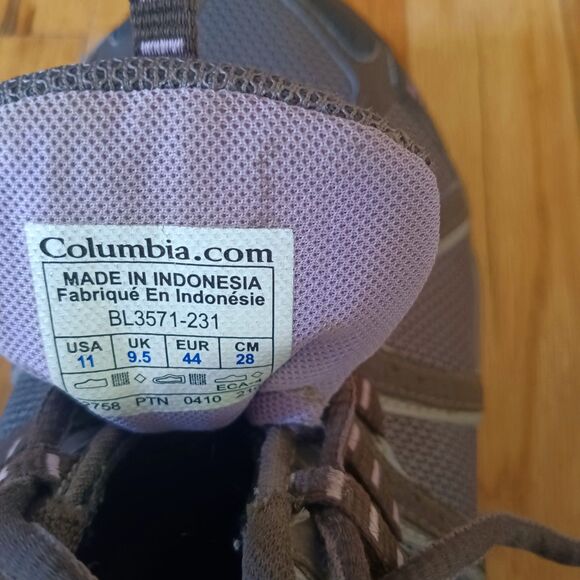 Columbia.com
MADE IN INDONESIA
Fabriqué En Indonésie
BL3571-231
USA UK EUR CM
11 9.5 44 28
PTN 0410